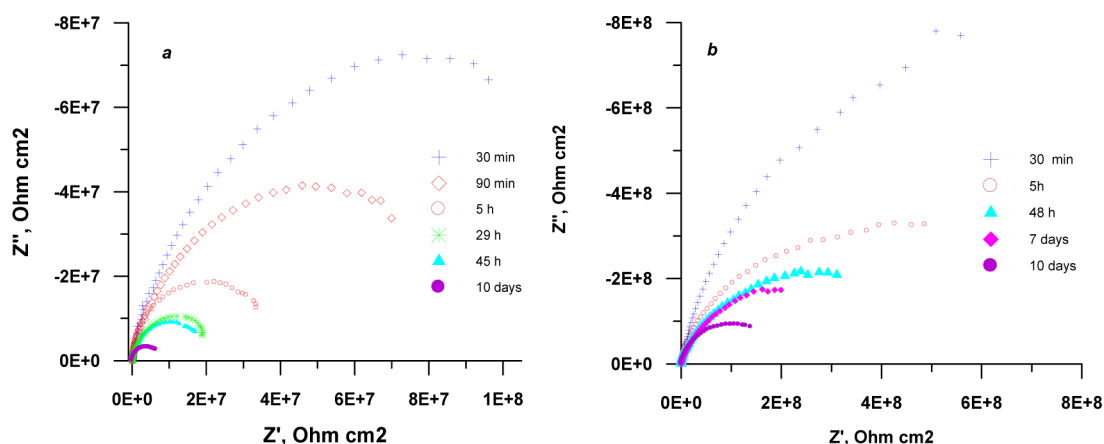 a
Z'', Ohm cm2
-8E+7
-6E+7
-4E+7
-2E+7
0E+0
30 min
90 min
5 h
29 h
45 h
10 days
0E+0 2E+7 4E+7 6E+7 8E+7 1E+8
Z', Ohm cm2
b
Z'', Ohm cm2
-8E+8
-6E+8
-4E+8
-2E+8
0E+0
30 min
5h
48 h
7 days
10 days
0E+0 2E+8 4E+8 6E+8 8E+8
Z', Ohm cm2